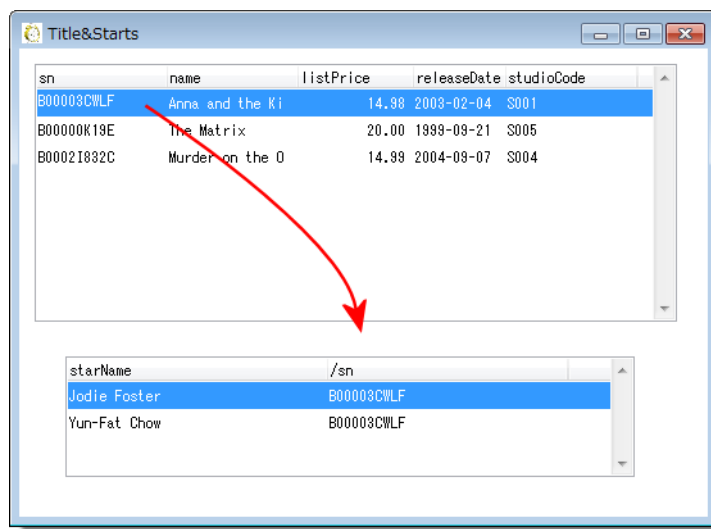 Title&Starts
sn name listPrice releaseDate studioCode
B00003CWLF Anna and the Ki 14.98 2003-02-04 S001
B00000K19E The Matrix 20.00 1999-09-21 S005
B0002I832C Murder on the O 14.99 2004-09-07 S004
starName /sn
Jodie Foster B00003CWLF
Yun-Fat Chow B00003CWLF